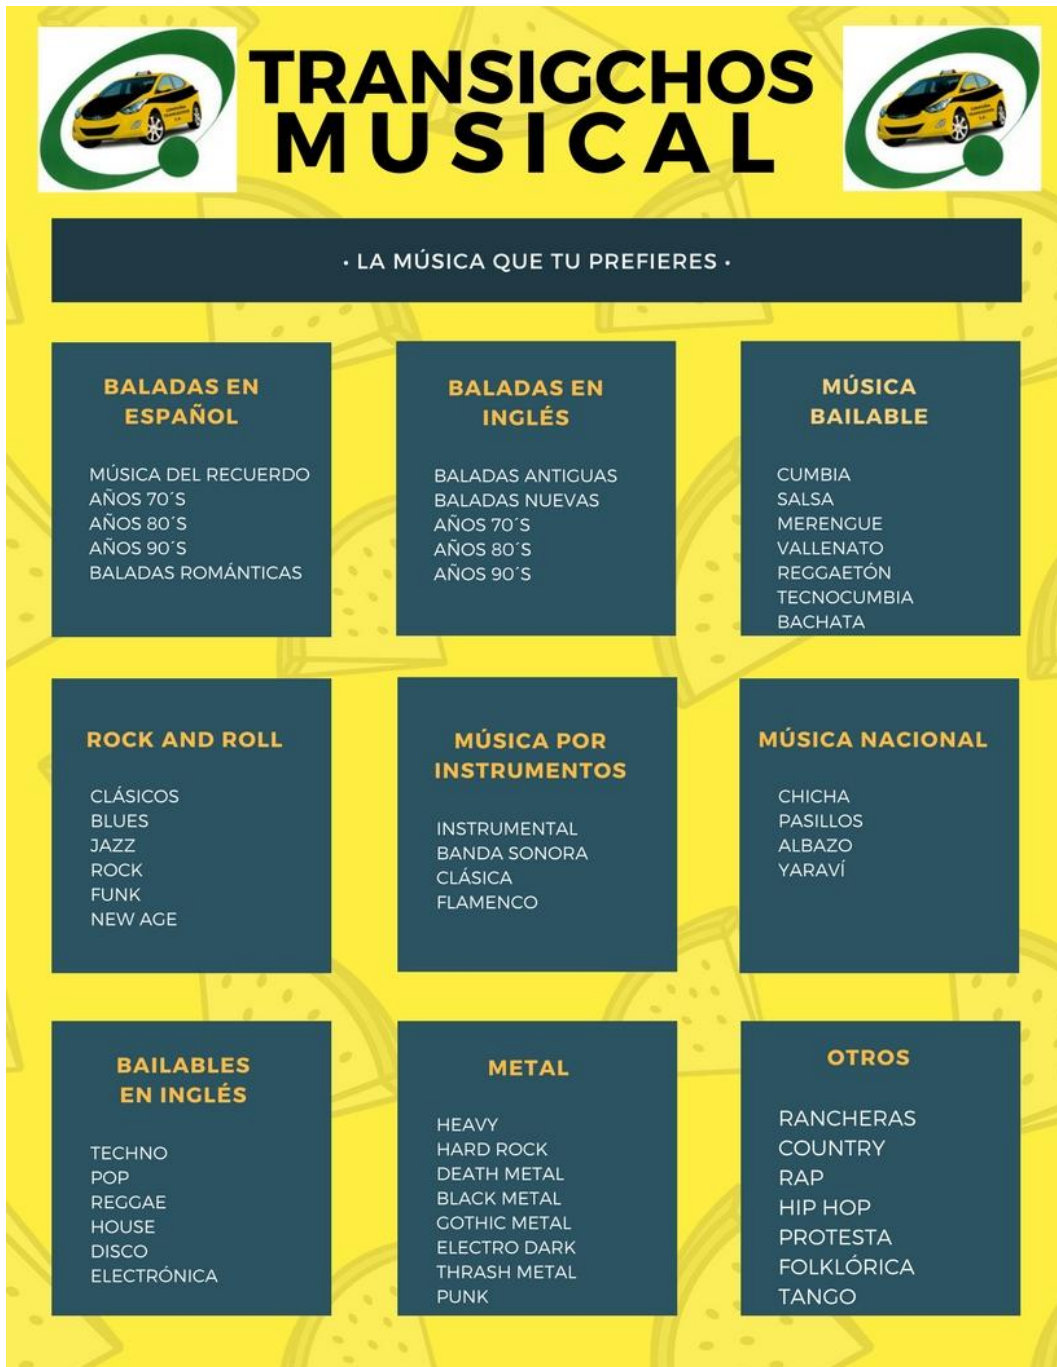 TRANSIGCHOS
MUSICAL
• LA MÚSICA QUE TU PREFIERES •
BALADAS EN
ESPAÑOL
MÚSICA DEL RECUERDO
AÑOS 70´S
AÑOS 80´S
AÑOS 90´S
BALADAS ROMÁNTICAS
BALADAS EN
INGLÉS
BALADAS ANTIGUAS
BALADAS NUEVAS
AÑOS 70´S
AÑOS 80´S
AÑOS 90´S
MÚSICA
BAILABLE
CUMBIA
SALSA
MERENGUE
VALLENATO
REGGAETÓN
TECNOCUMBIA
BACHATA
ROCK AND ROLL
CLÁSICOS
BLUES
JAZZ
ROCK
FUNK
NEW AGE
MÚSICA POR
INSTRUMENTOS
INSTRUMENTAL
BANDA SONORA
CLÁSICA
FLAMENCO
MÚSICA NACIONAL
CHICHA
PASILLOS
ALBAZO
YARAVÍ
BAILABLES
EN INGLÉS
TECHNO
POP
REGGAE
HOUSE
DISCO
ELECTRÓNICA
METAL
HEAVY
HARD ROCK
DEATH METAL
BLACK METAL
GOTHIC METAL
ELECTRO DARK
THRASH METAL
PUNK
OTROS
RANCHERAS
COUNTRY
RAP
HIP HOP
PROTESTA
FOLKLÓRICA
TANGO